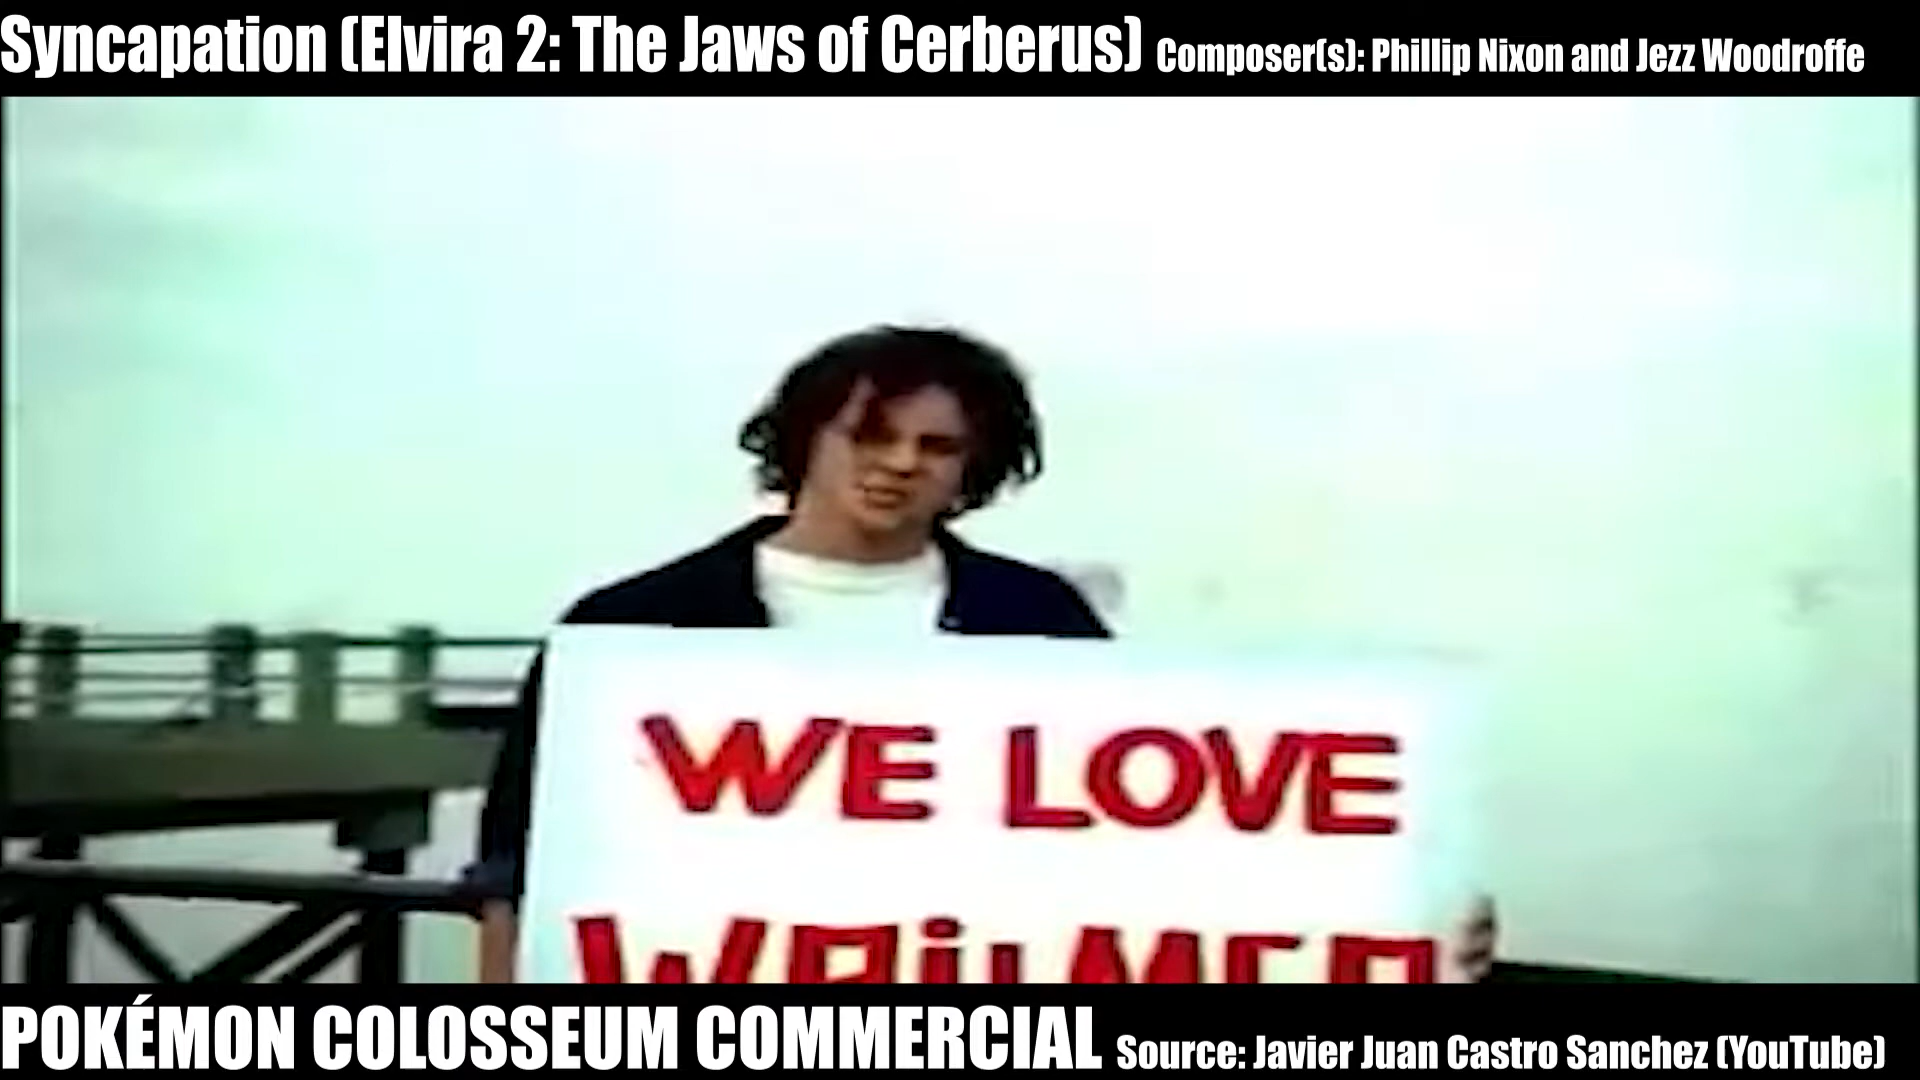 Syncapation (Elvira 2: The Jaws of Cerberus) Composer(s): Phillip Nixon and Jezz Woodroffe
WE LOVE
POKÉMON COLOSSEUM COMMERCIAL Source: Javier Juan Castro Sanchez (YouTube)